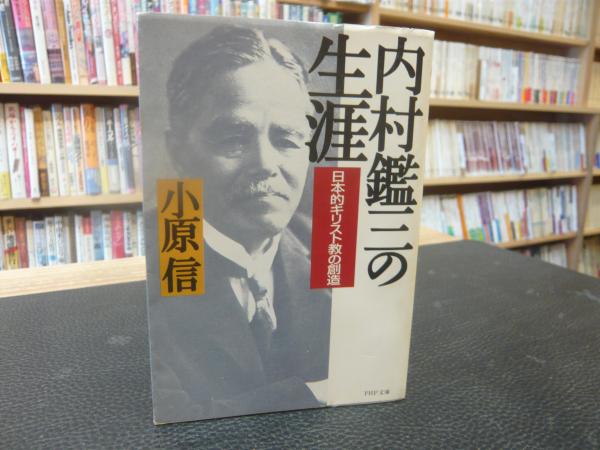 内村鑑三の
生涯
日本的キリスト教の創造
小原信
PHP文庫